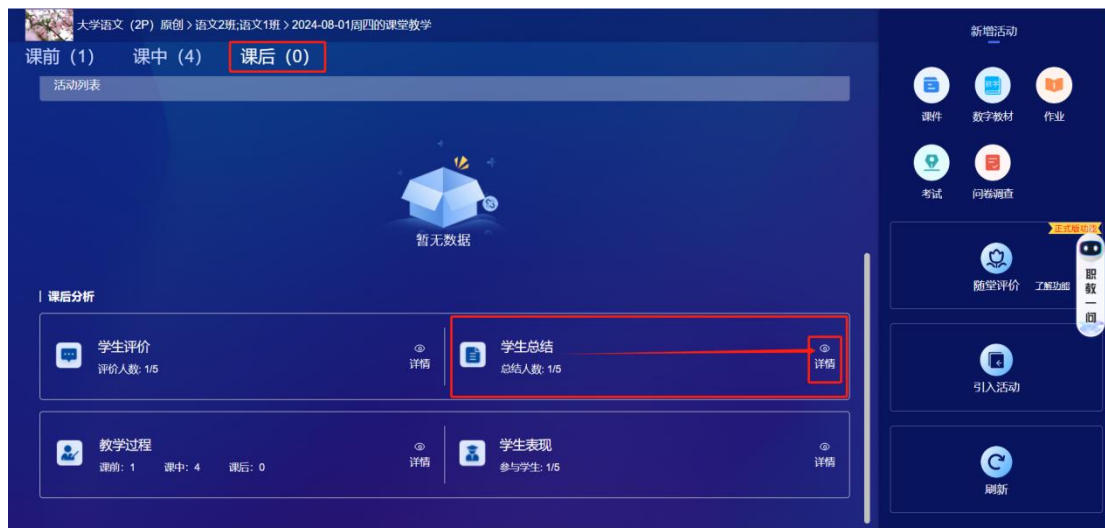 大学语文（2P）原创 > 语文2班;语文1班 > 2024-08-01周四的课堂教学
课前（1） 课中（4） 课后（0）
活动列表
暂无数据
课后分析
学生评价
评价人数: 1/5
详情
学生总结
总结人数: 1/5
详情
教学过程
课前: 1 课中: 4 课后: 0
详情
学生表现
参与学生: 1/5
详情
新增活动
课件 数字教材 作业
考试 问卷调查
正式版功能
随堂评价 了解功能
职教一问
引入活动
刷新